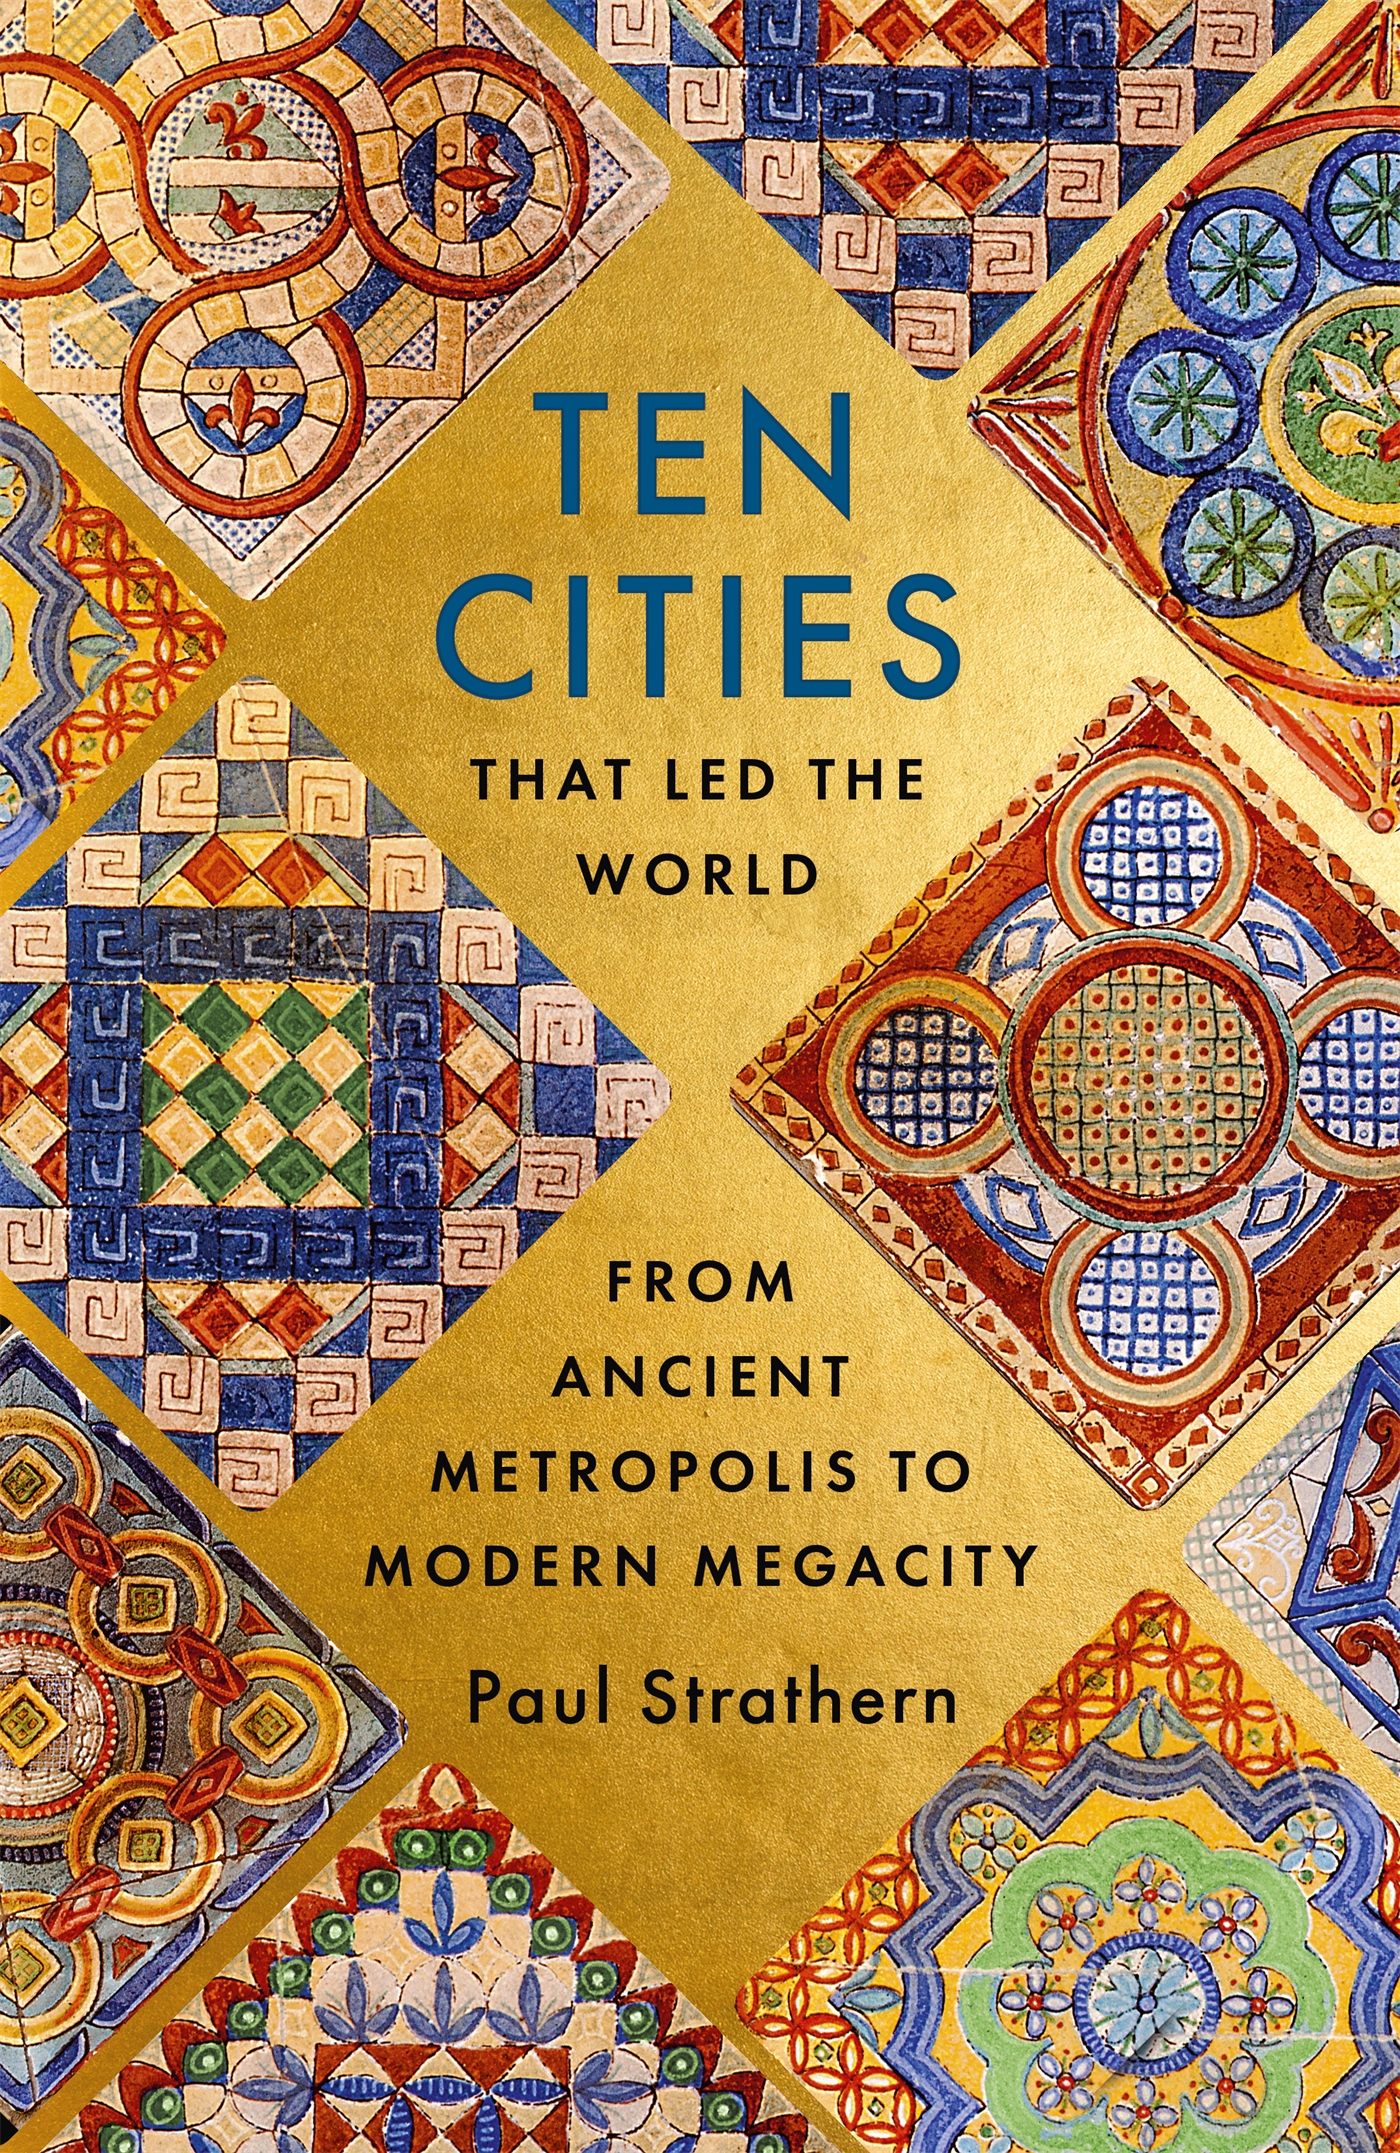 TEN
CITIES
THAT LED THE
WORLD
FROM
ANCIENT
METROPOLIS TO
MODERN MEGACITY
Paul Strathern